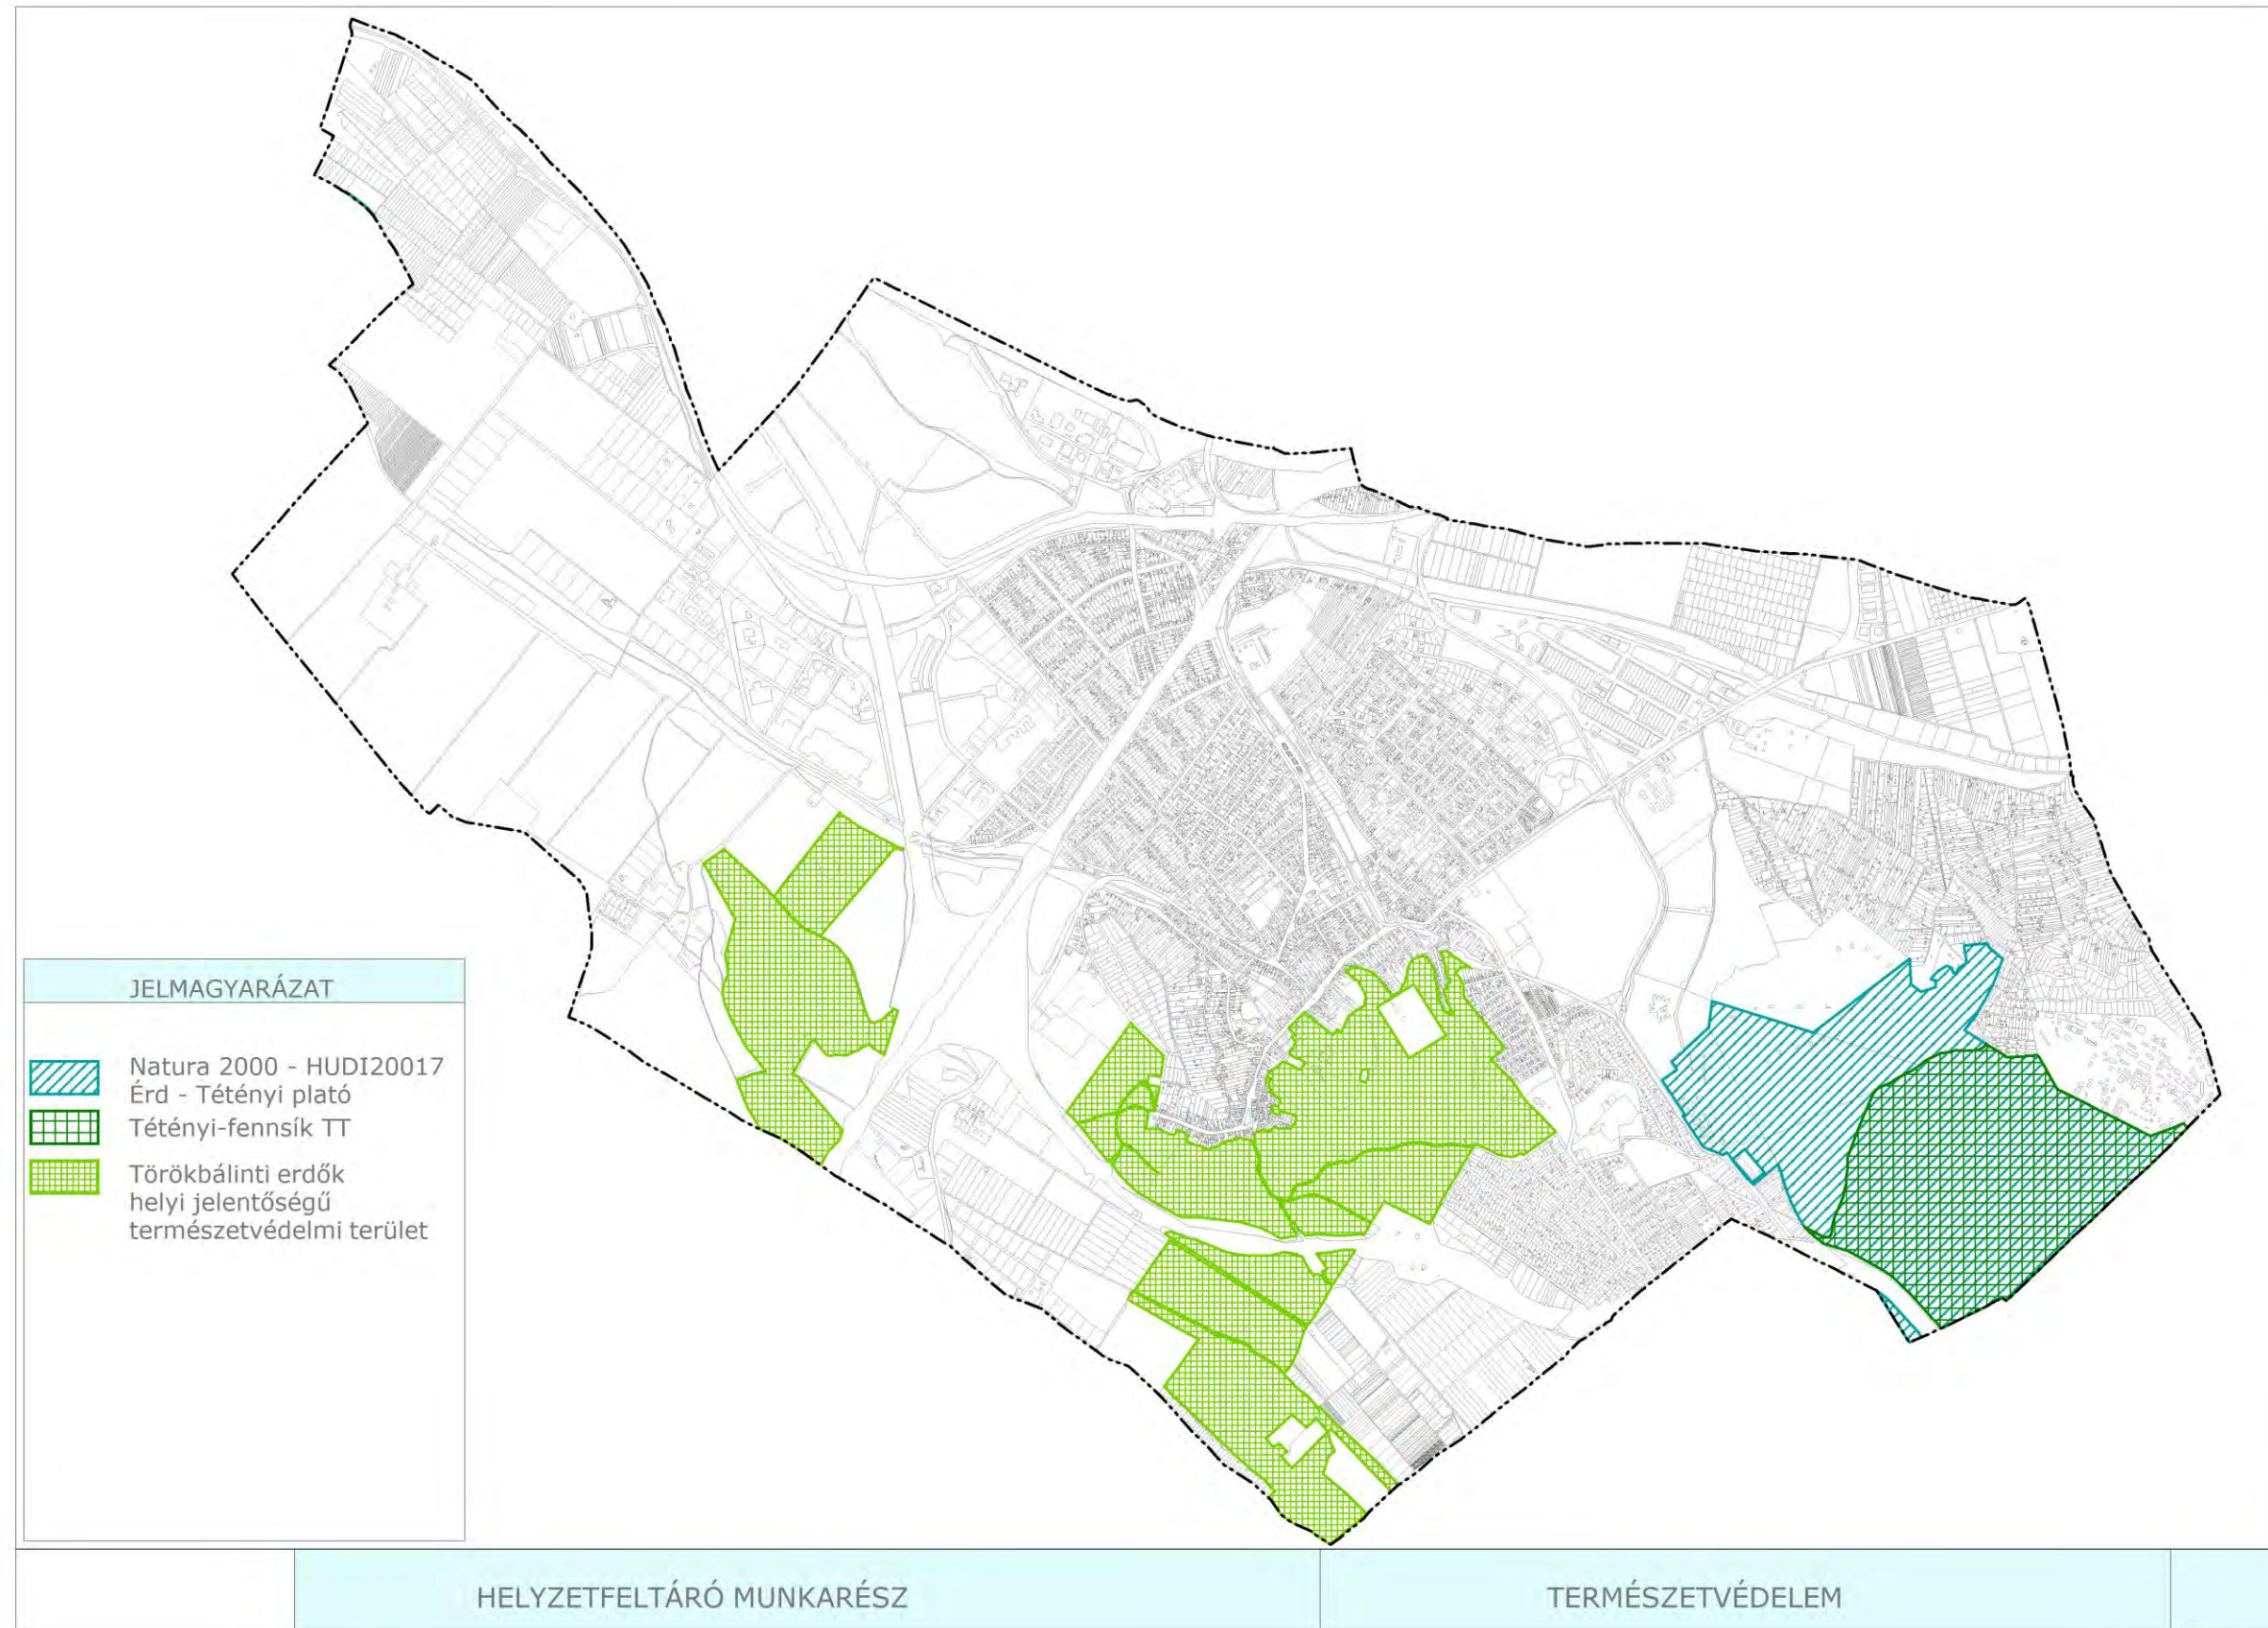 JELMAGYARÁZAT
Natura 2000 - HUDI20017
Érd - Tétényi plató
Tétényi-fennsík TT
Törökbálinti erdők
helyi jelentőségű
természetvédelmi terület
HELYZETFELTÁRÓ MUNKARÉSZ
TERMÉSZETVÉDELEM